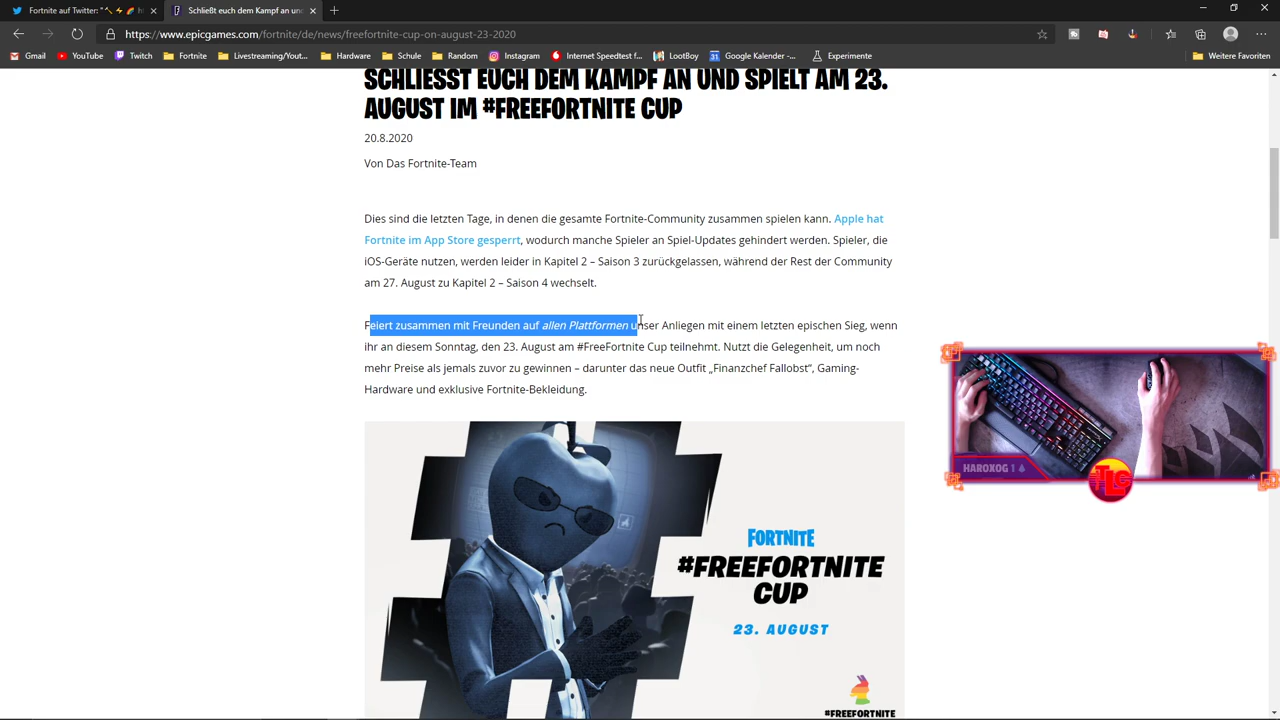 Fortnite auf Twitter: "
Schließt euch dem Kampf an un
https://www.epicgames.com/fortnite/de/news/freefortnite-cup-on-august-23-2020
Gmail
YouTube
Twitch
Fortnite
Livestreaming/Yout...
Hardware
Schule
Random
Instagram
Internet Speedtest f...
LootBoy
Google Kalender -...
Experimente
Weitere Favoriten
SCHLIESST EUCH DEM KAMPF AN UND SPIELT AM 23.
AUGUST IM #FREEFORTNITE CUP
20.8.2020
Von Das Fortnite-Team
Dies sind die letzten Tage, in denen die gesamte Fortnite-Community zusammen spielen kann. Apple hat
Fortnite im App Store gesperrt, wodurch manche Spieler an Spiel-Updates gehindert werden. Spieler, die
iOS-Geräte nutzen, werden leider in Kapitel 2 – Saison 3 zurückgelassen, während der Rest der Community
am 27. August zu Kapitel 2 – Saison 4 wechselt.
Feiert zusammen mit Freunden auf allen Plattformen unser Anliegen mit einem letzten epischen Sieg, wenn
ihr an diesem Sonntag, den 23. August am #FreeFortnite Cup teilnehmt. Nutzt die Gelegenheit, um noch
mehr Preise als jemals zuvor zu gewinnen – darunter das neue Outfit „Finanzchef Fallobst“, Gaming-
Hardware und exklusive Fortnite-Bekleidung.
HAROXOG 1
TLC
FORTNITE
#FREEFORTNITE
CUP
23. AUGUST
#FREEFORTNITE